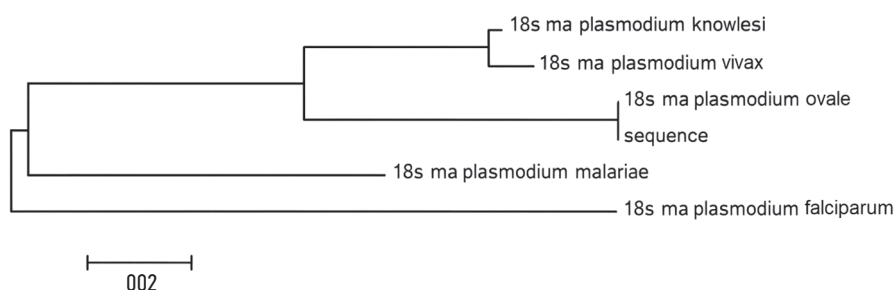 18s ma plasmodium knowlesi
18s ma plasmodium vivax
18s ma plasmodium ovale
sequence
18s ma plasmodium malariae
18s ma plasmodium falciparum
002